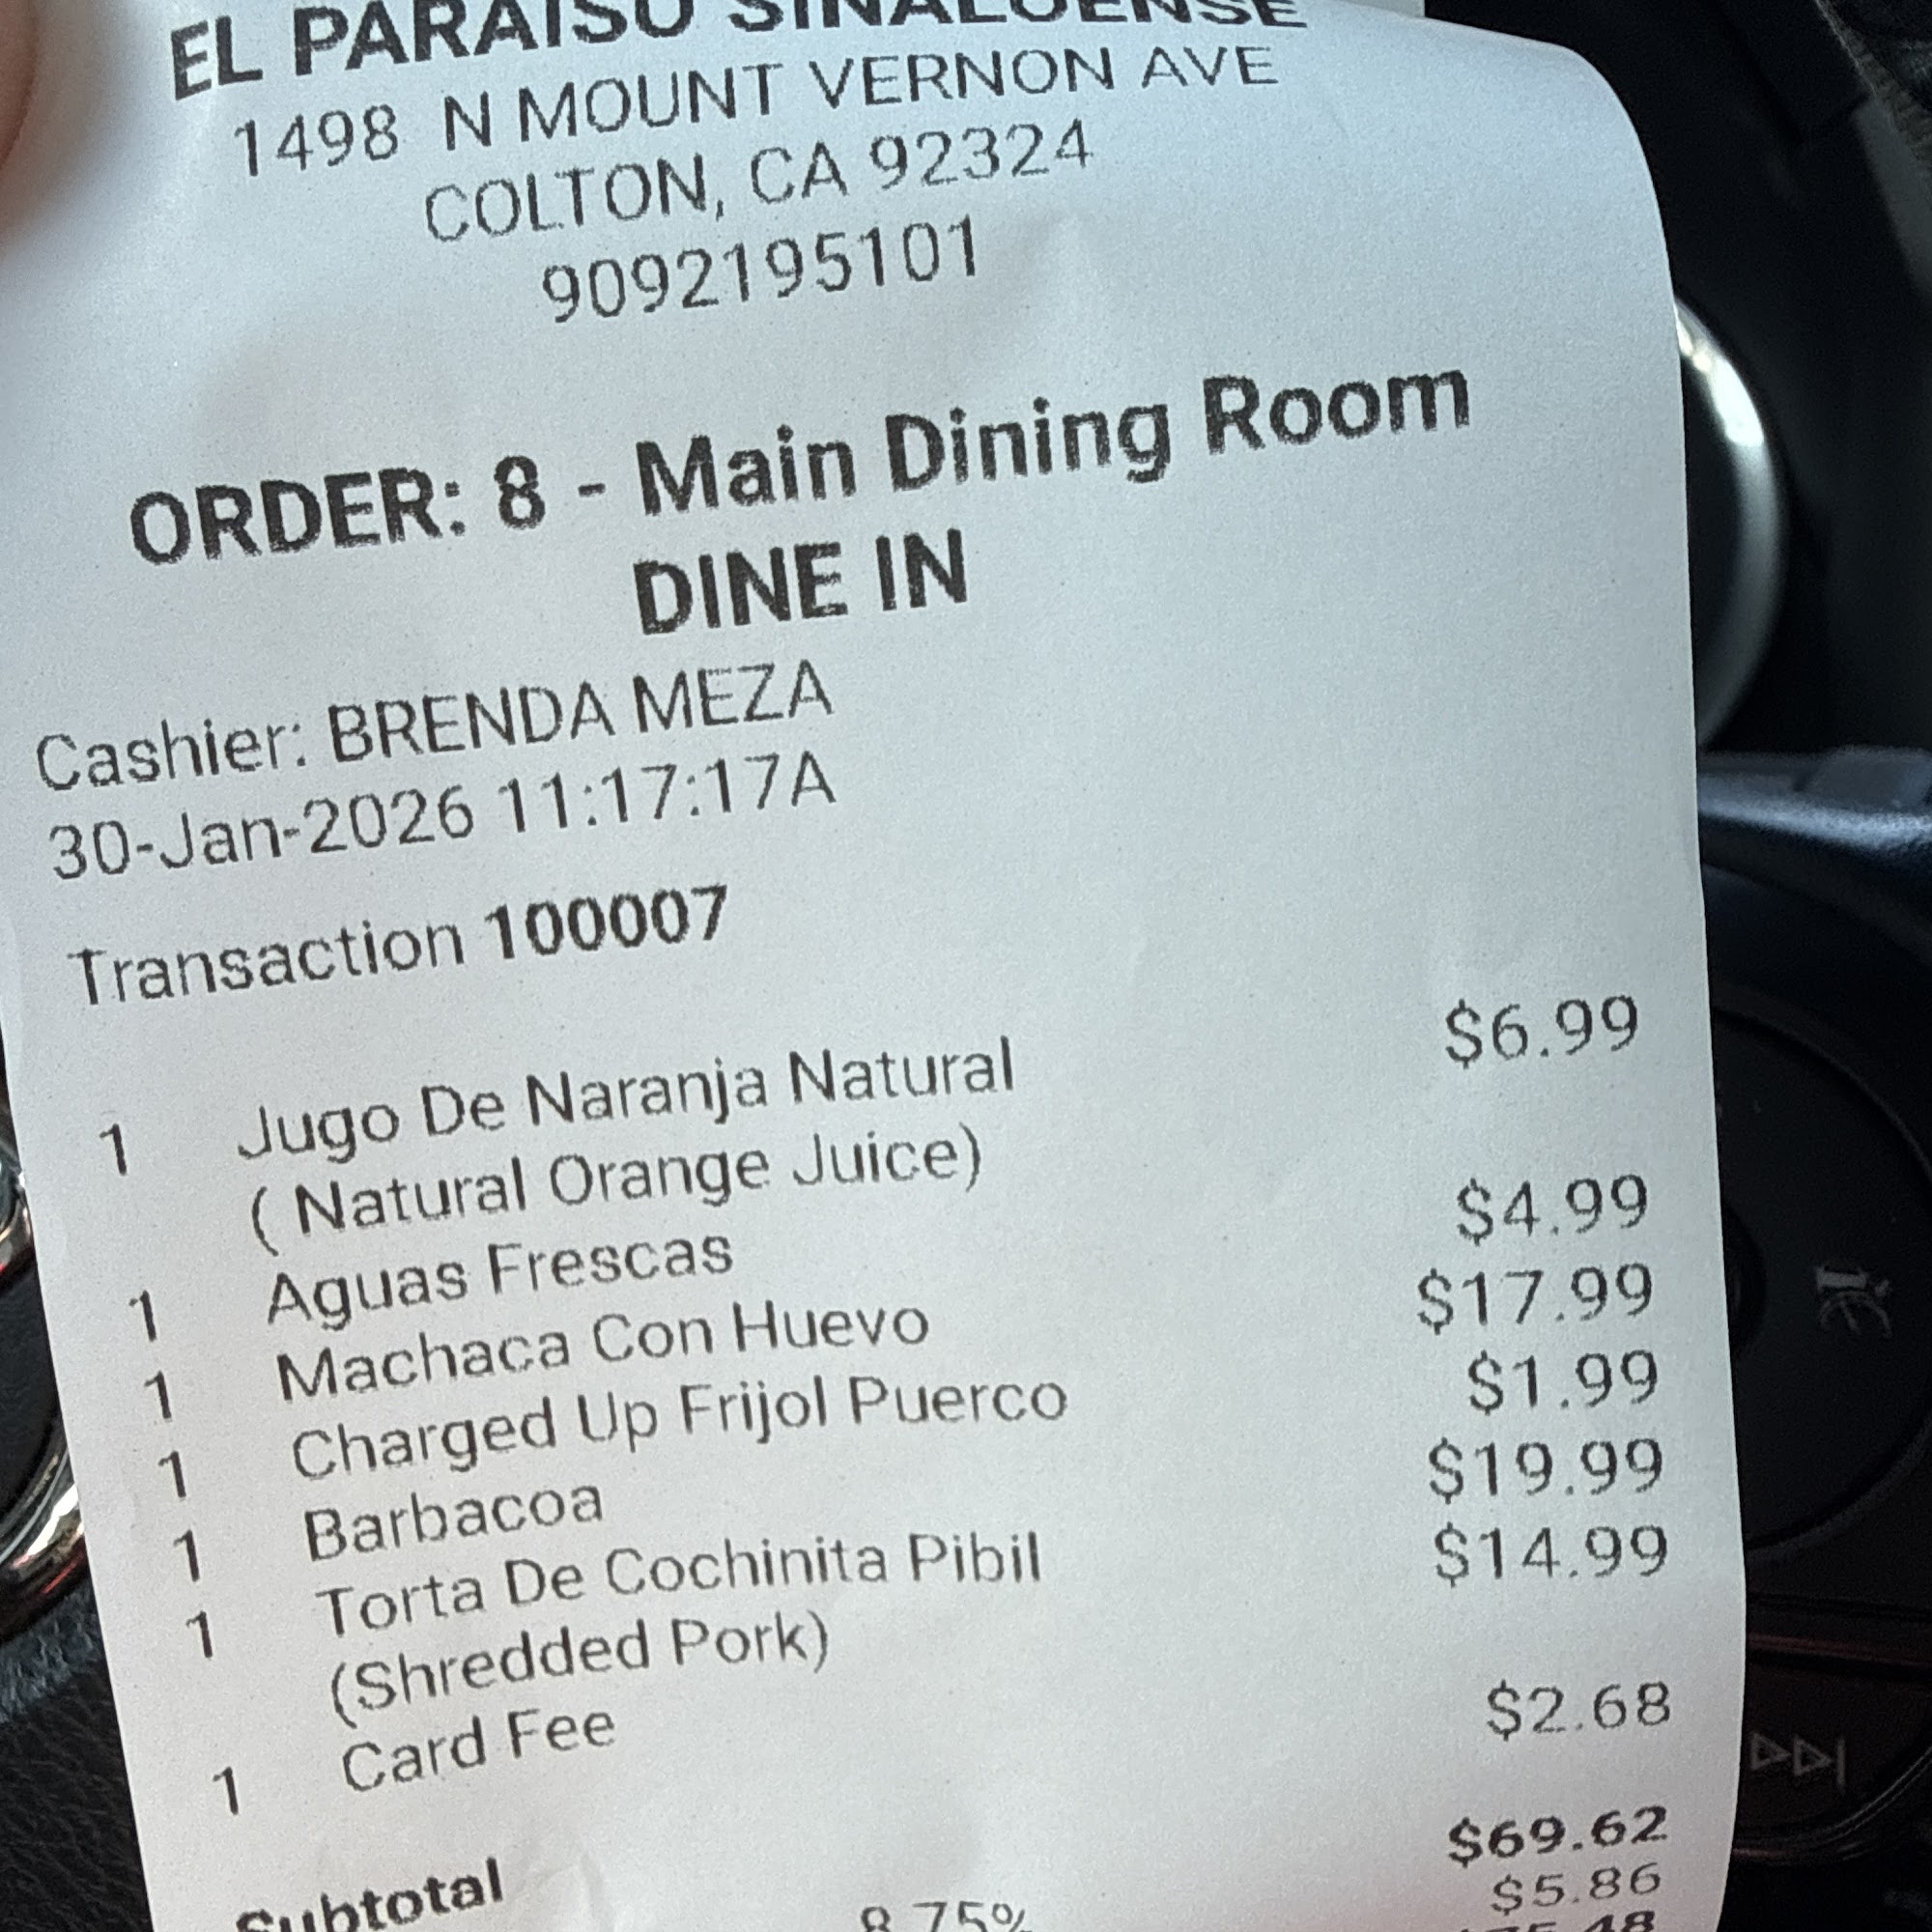 EL PARAISO SINALOENSE
1498 N MOUNT VERNON AVE
COLTON, CA 92324
9092195101
ORDER: 8 - Main Dining Room
DINE IN
Cashier: BRENDA MEZA
30-Jan-2026 11:17:17A
Transaction 100007
1 Jugo De Naranja Natural $6.99
( Natural Orange Juice)
1 Aguas Frescas $4.99
1 Machaca Con Huevo $17.99
1 Charged Up Frijol Puerco $1.99
1 Barbacoa $19.99
1 Torta De Cochinita Pibil $14.99
(Shredded Pork)
1 Card Fee $2.68
Subtotal $69.62
8.75% $5.86